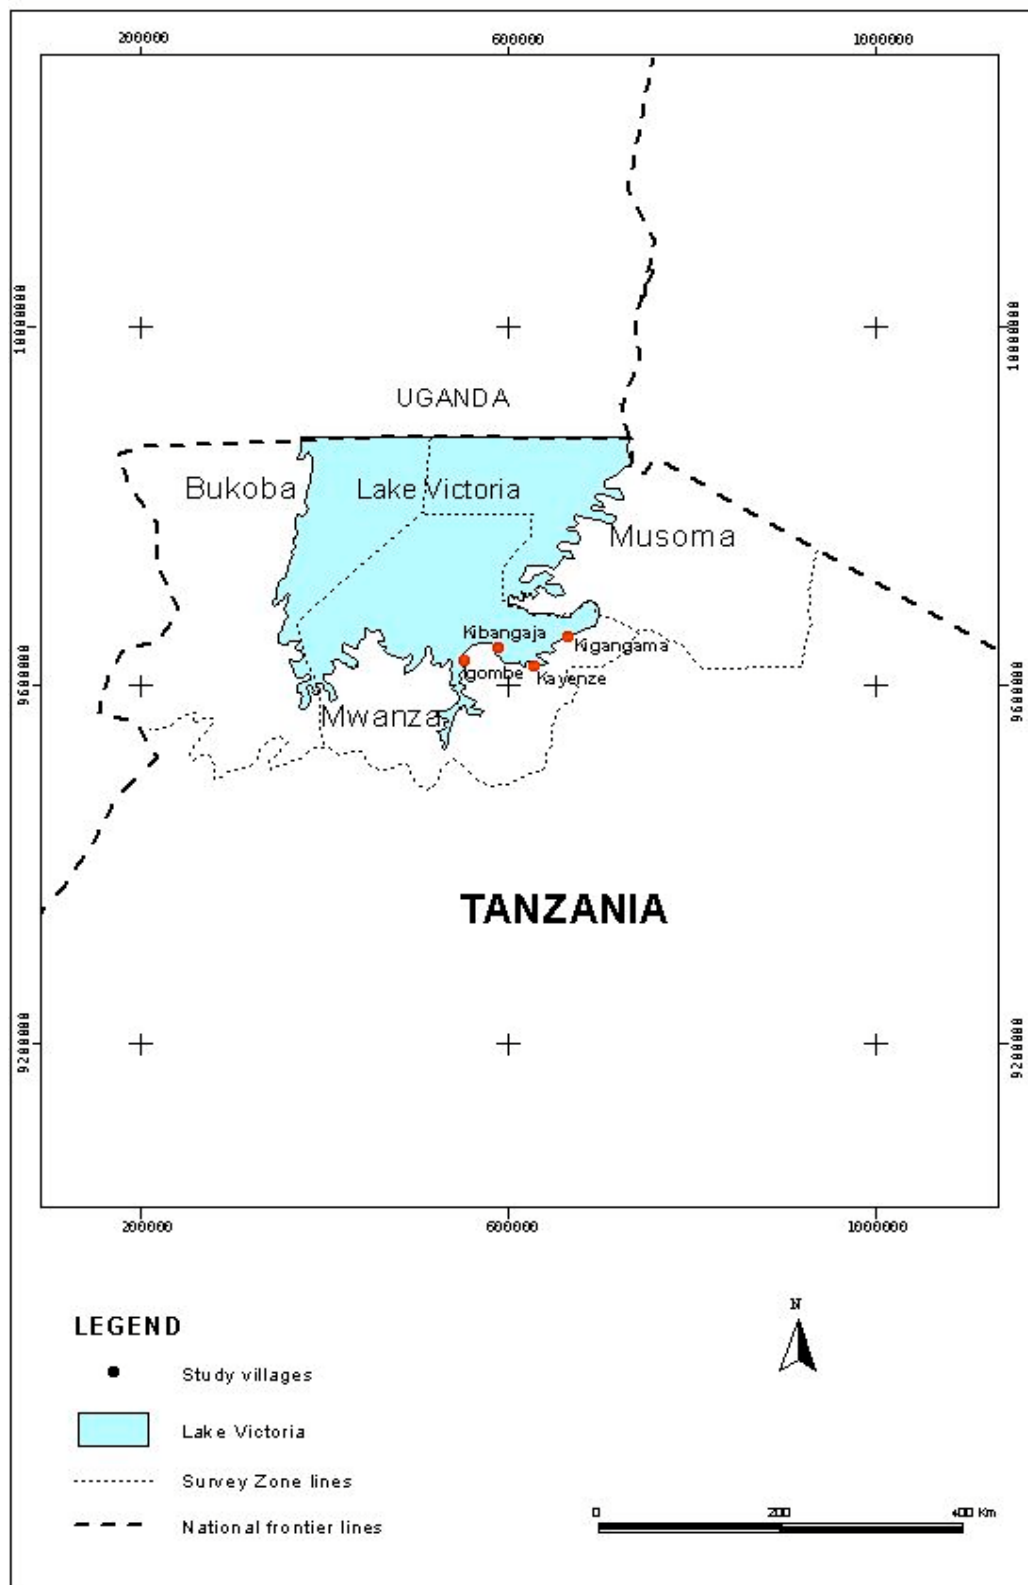 200000 600000 1000000
10000000 10000000
UGANDA
Bukoba Lake Victoria
Musoma
Kibangaja
Kigangama
Igombe Kayenze
9600000 9600000
Mwanza
TANZANIA
9200000 9200000
200000 600000 1000000
N
LEGEND
Study villages
Lake Victoria
Survey Zone lines
National frontier lines
0 200 400 Km